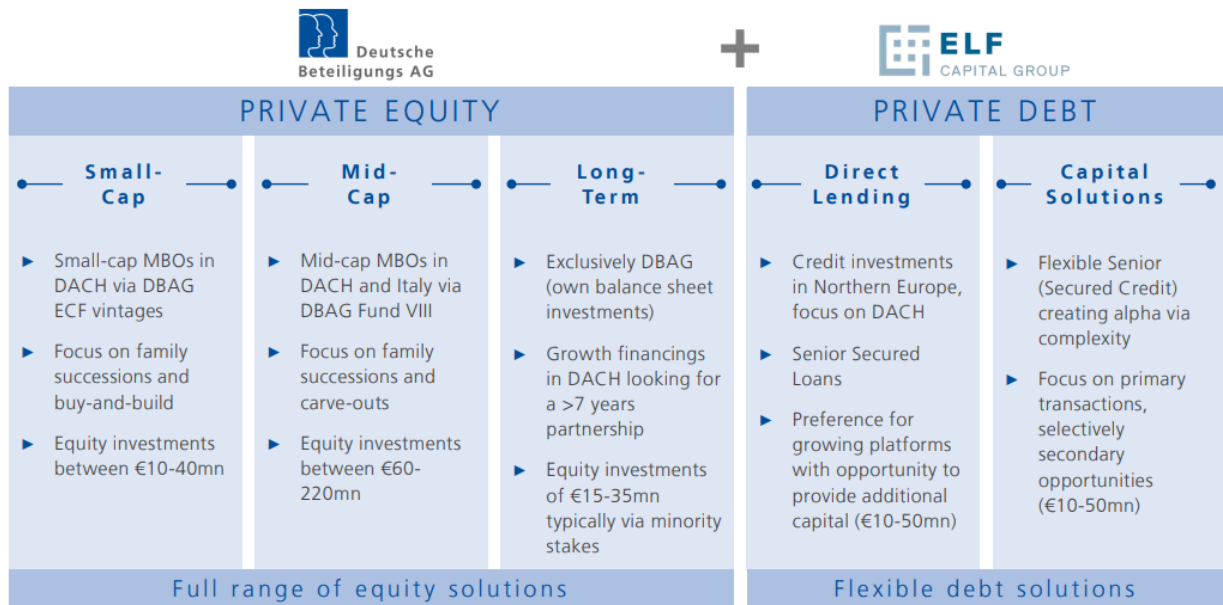 Deutsche
Beteiligungs AG
+
ELF
CAPITAL GROUP
PRIVATE EQUITY
PRIVATE DEBT
Small-
Cap
► Small-cap MBOs in
DACH via DBAG
ECF vintages
► Focus on family
successions and
buy-and-build
► Equity investments
between €10-40mn
Mid-
Cap
► Mid-cap MBOs in
DACH and Italy via
DBAG Fund VIII
► Focus on family
successions and
carve-outs
► Equity investments
between €60-
220mn
Long-
Term
► Exclusively DBAG
(own balance sheet
investments)
► Growth financings
in DACH looking for
a >7 years
partnership
► Equity investments
of €15-35mn
typically via minority
stakes
Direct
Lending
► Credit investments
in Northern Europe,
focus on DACH
► Senior Secured
Loans
► Preference for
growing platforms
with opportunity to
provide additional
capital (€10-50mn)
Capital
Solutions
► Flexible Senior
(Secured Credit)
creating alpha via
complexity
► Focus on primary
transactions,
selectively
secondary
opportunities
(€10-50mn)
Full range of equity solutions
Flexible debt solutions